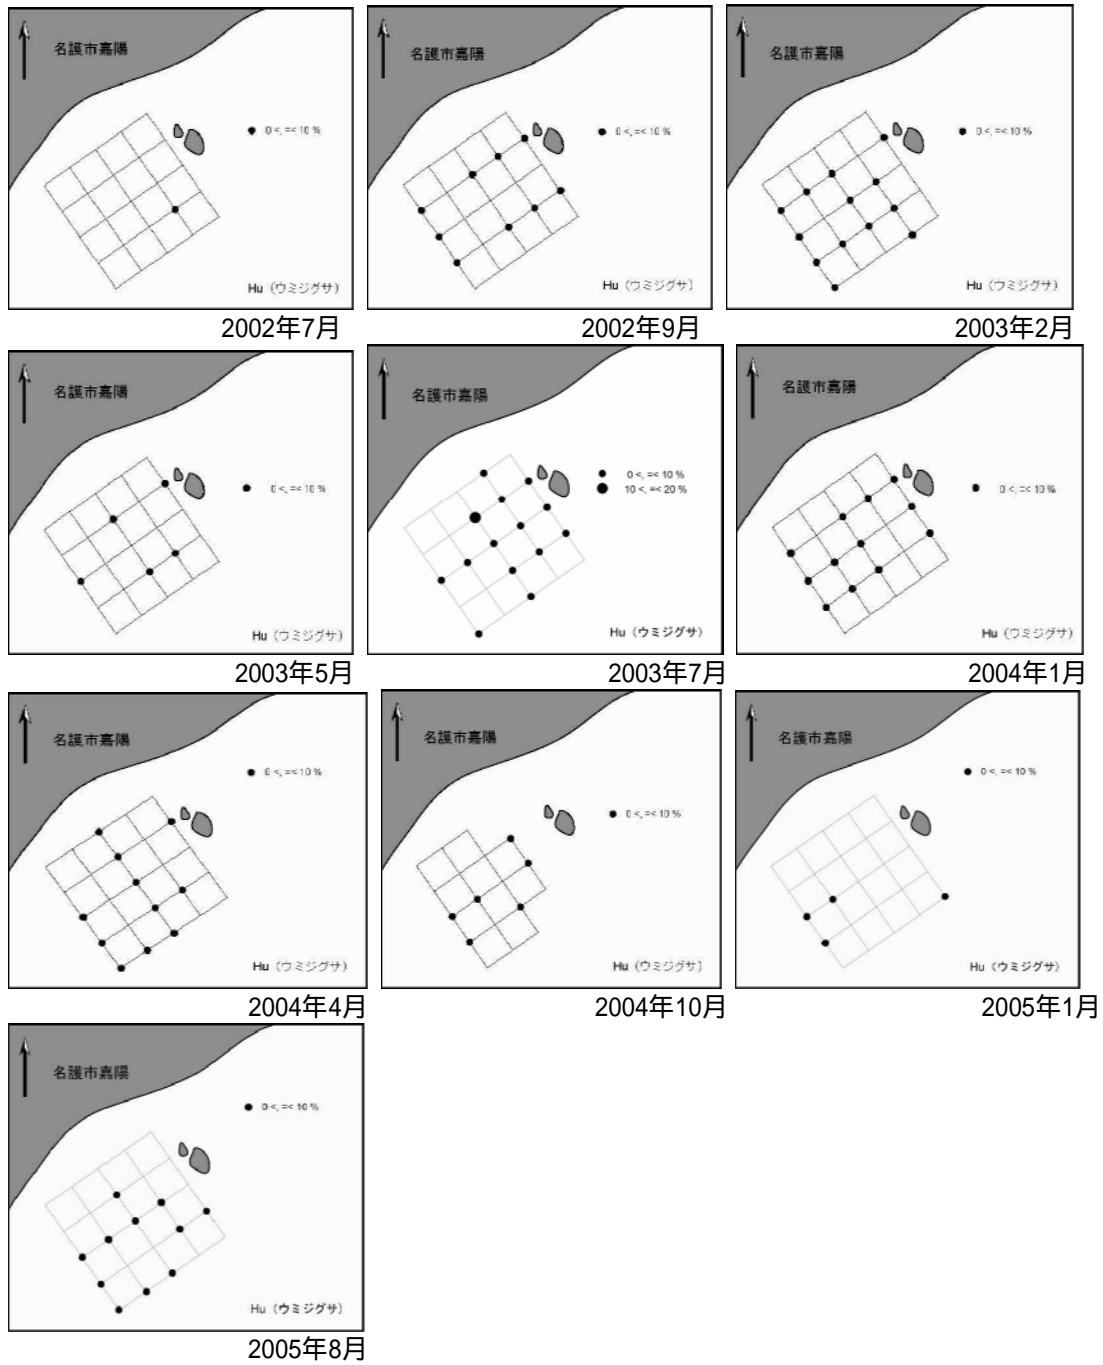 名護市嘉陽
0 <, =< 10 %
Hu (ウミジグサ)
2002年7月
名護市嘉陽
0 <, =< 10 %
Hu (ウミジグサ)
2002年9月
名護市嘉陽
0 <, =< 10 %
Hu (ウミジグサ)
2003年2月
名護市嘉陽
0 <, =< 10 %
Hu (ウミジグサ)
2003年5月
名護市嘉陽
0 <, =< 10 %
10 <, =< 20 %
Hu (ウミジグサ)
2003年7月
名護市嘉陽
0 <, =< 10 %
Hu (ウミジグサ)
2004年1月
名護市嘉陽
0 <, =< 10 %
Hu (ウミジグサ)
2004年4月
名護市嘉陽
0 <, =< 10 %
Hu (ウミジグサ)
2004年10月
名護市嘉陽
0 <, =< 10 %
Hu (ウミジグサ)
2005年1月
名護市嘉陽
0 <, =< 10 %
Hu (ウミジグサ)
2005年8月